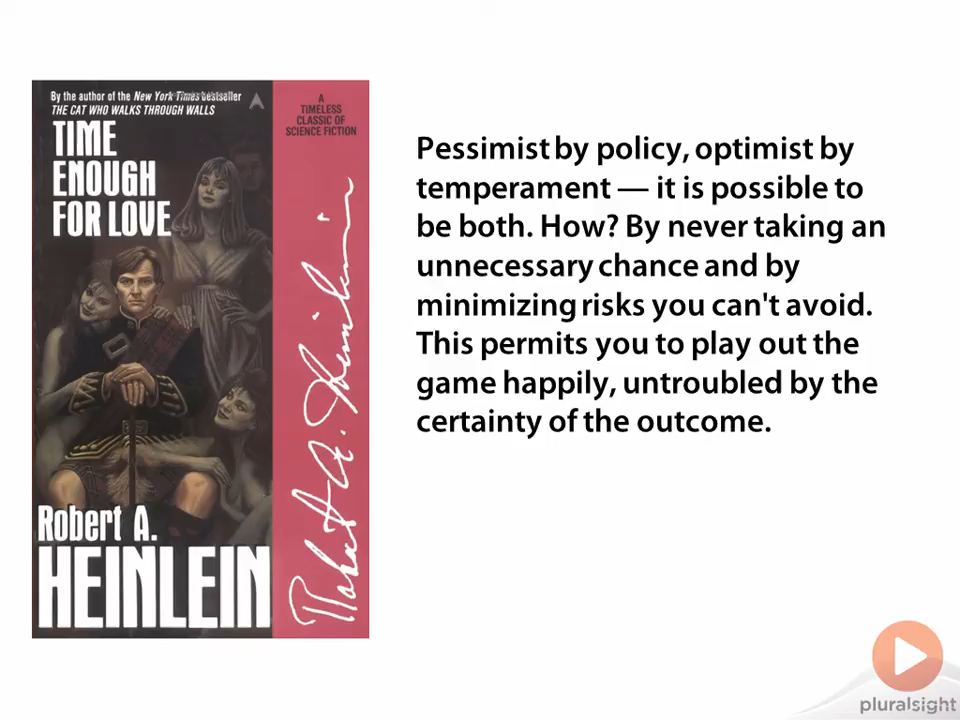 By the author of the New York Times bestseller
THE CAT WHO WALKS THROUGH WALLS
TIME
ENOUGH
FOR LOVE
Robert A.
HEINLEIN
A
TIMELESS
CLASSIC OF
SCIENCE FICTION
Robert A. Heinlein
Pessimist by policy, optimist by
temperament — it is possible to
be both. How? By never taking an
unnecessary chance and by
minimizing risks you can't avoid.
This permits you to play out the
game happily, untroubled by the
certainty of the outcome.
pluralsight